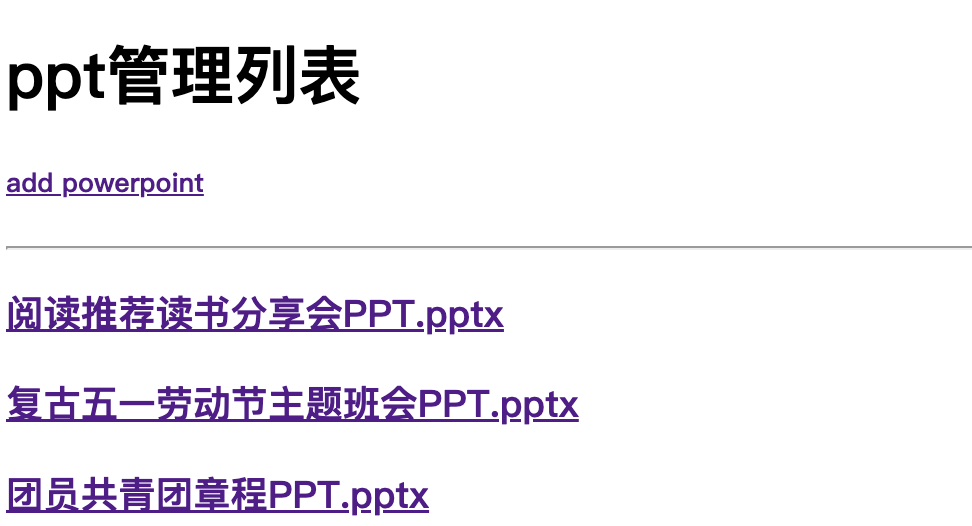 ppt管理列表
add powerpoint
阅读推荐读书分享会PPT.pptx
复古五一劳动节主题班会PPT.pptx
团员共青团章程PPT.pptx